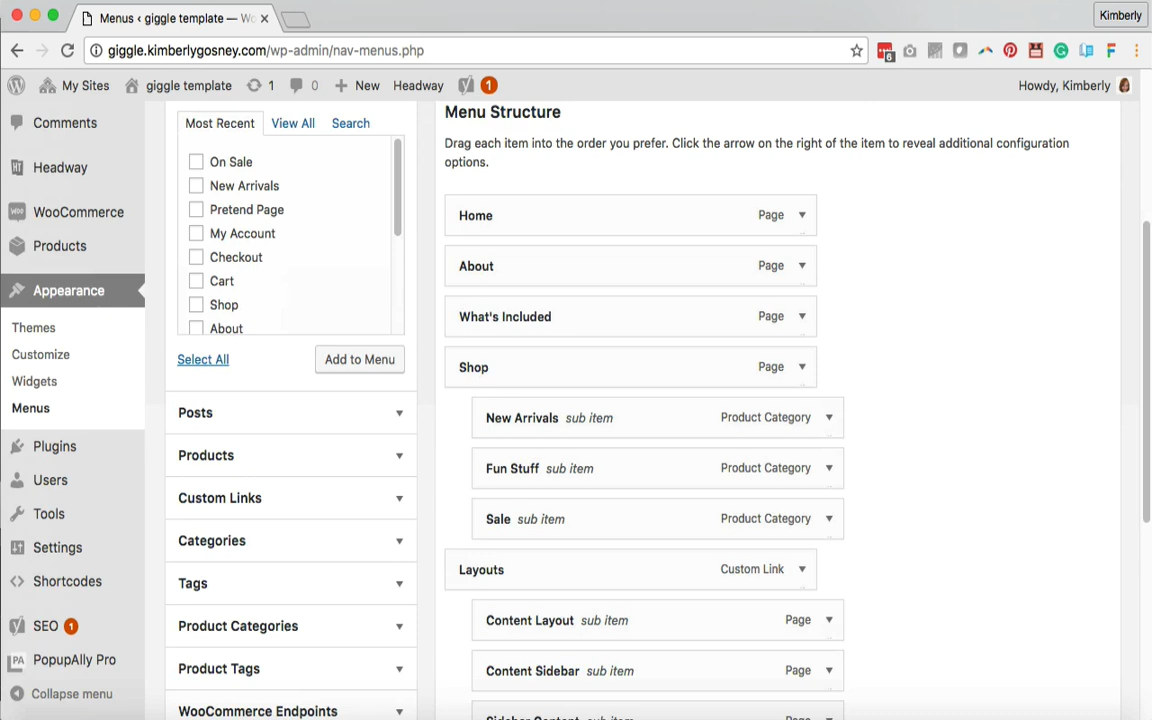 Menus ‹ giggle template — Wo
Kimberly
giggle.kimberlygosney.com/wp-admin/nav-menus.php
6
My Sites giggle template 1 0 New Headway 1 Howdy, Kimberly
Comments
Headway
WooCommerce
Products
Appearance
Themes
Customize
Widgets
Menus
Plugins
Users
Tools
Settings
Shortcodes
SEO 1
PopupAlly Pro
Collapse menu
Most Recent View All Search
On Sale
New Arrivals
Pretend Page
My Account
Checkout
Cart
Shop
About
Select All Add to Menu
Posts
Products
Custom Links
Categories
Tags
Product Categories
Product Tags
WooCommerce Endpoints
Menu Structure
Drag each item into the order you prefer. Click the arrow on the right of the item to reveal additional configuration
options.
Home Page
About Page
What's Included Page
Shop Page
New Arrivals sub item Product Category
Fun Stuff sub item Product Category
Sale sub item Product Category
Layouts Custom Link
Content Layout sub item Page
Content Sidebar sub item Page
Sidebar Content sub item Page